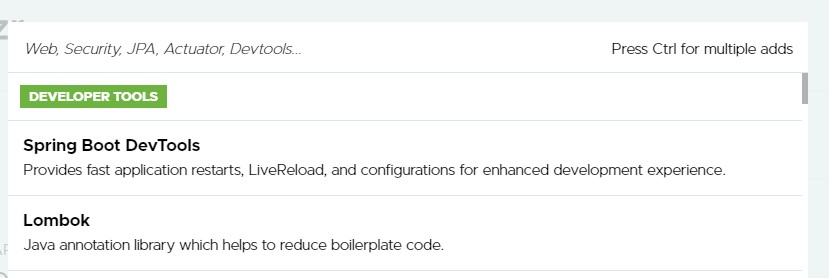 Web, Security, JPA, Actuator, Devtools...
Press Ctrl for multiple adds
DEVELOPER TOOLS
Spring Boot DevTools
Provides fast application restarts, LiveReload, and configurations for enhanced development experience.
Lombok
Java annotation library which helps to reduce boilerplate code.